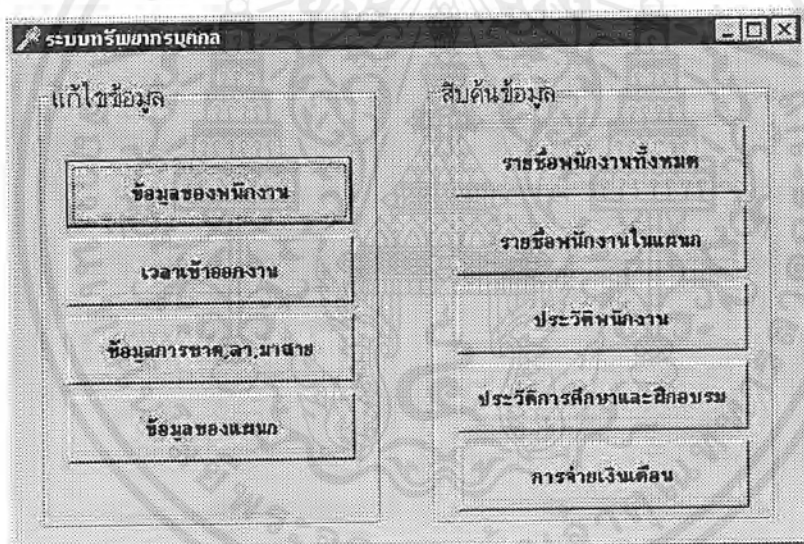 ระบบทรัพยากรบุคคล
แก้ไขข้อมูล
ข้อมูลของพนักงาน
เวลาเข้าออกงาน
ข้อมูลการขาด,ลา,มาสาย
ข้อมูลของแผนก
สืบค้นข้อมูล
รายชื่อพนักงานทั้งหมด
รายชื่อพนักงานในแผนก
ประวัติพนักงาน
ประวัติการศึกษาและฝึกอบรม
การจ่ายเงินเดือน